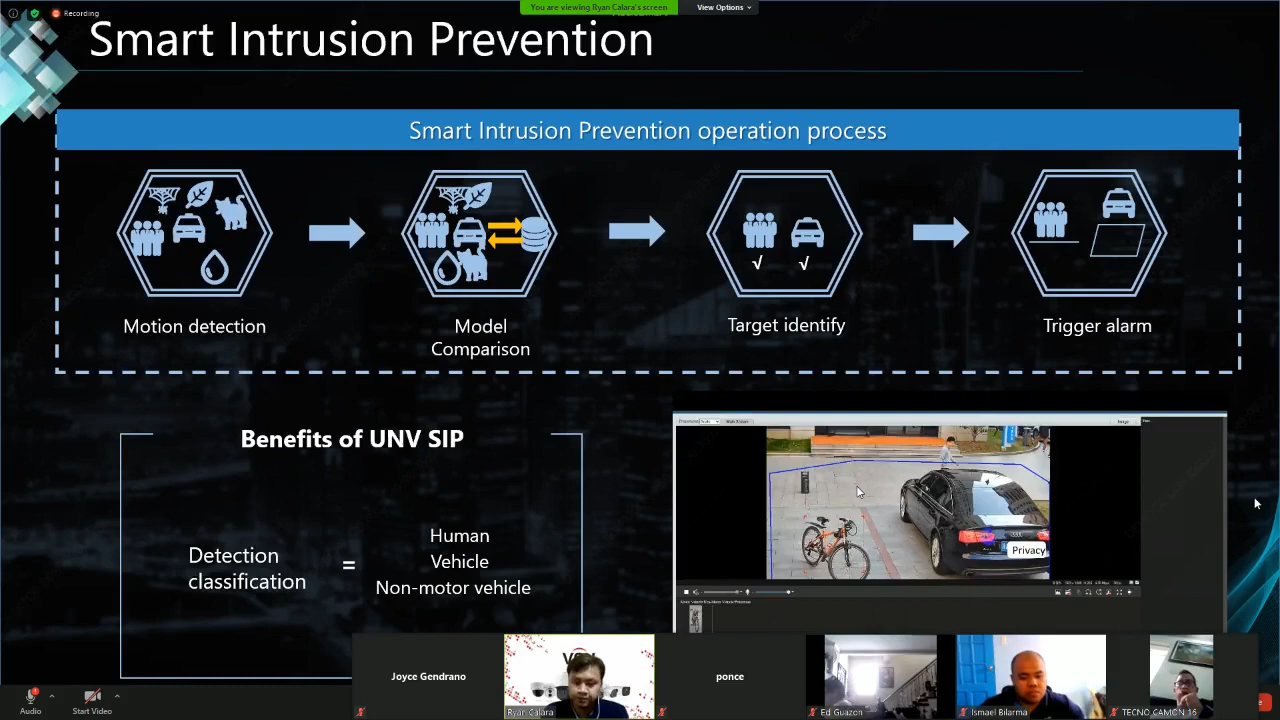 Recording
You are viewing Ryan Calara's screen
View Options
Smart Intrusion Prevention
Smart Intrusion Prevention operation process
√ √
Motion detection
Model
Comparison
Target identify
Trigger alarm
Benefits of UNV SIP
Detection
classification
=
Human
Vehicle
Non-motor vehicle
Privacy
Joyce Gendrano
Ryan Calara
ponce
Ed Guazon
Ismael Bilarma
TECNO CAMON 16
Audio
Start Video